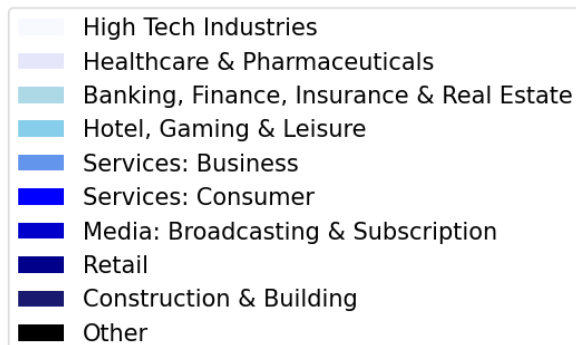 High Tech Industries
Healthcare & Pharmaceuticals
Banking, Finance, Insurance & Real Estate
Hotel, Gaming & Leisure
Services: Business
Services: Consumer
Media: Broadcasting & Subscription
Retail
Construction & Building
Other